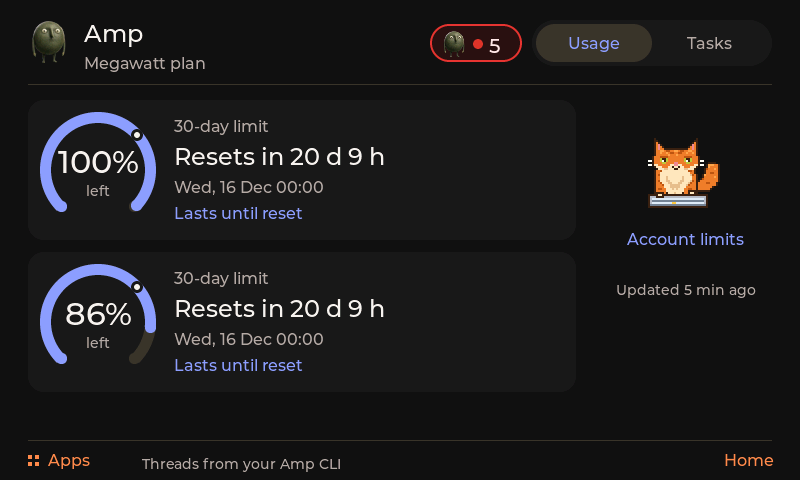 Amp
Megawatt plan
5
Usage
Tasks
100%
left
30-day limit
Resets in 20 d 9 h
Wed, 16 Dec 00:00
Lasts until reset
86%
left
30-day limit
Resets in 20 d 9 h
Wed, 16 Dec 00:00
Lasts until reset
Account limits
Updated 5 min ago
Apps
Threads from your Amp CLI
Home